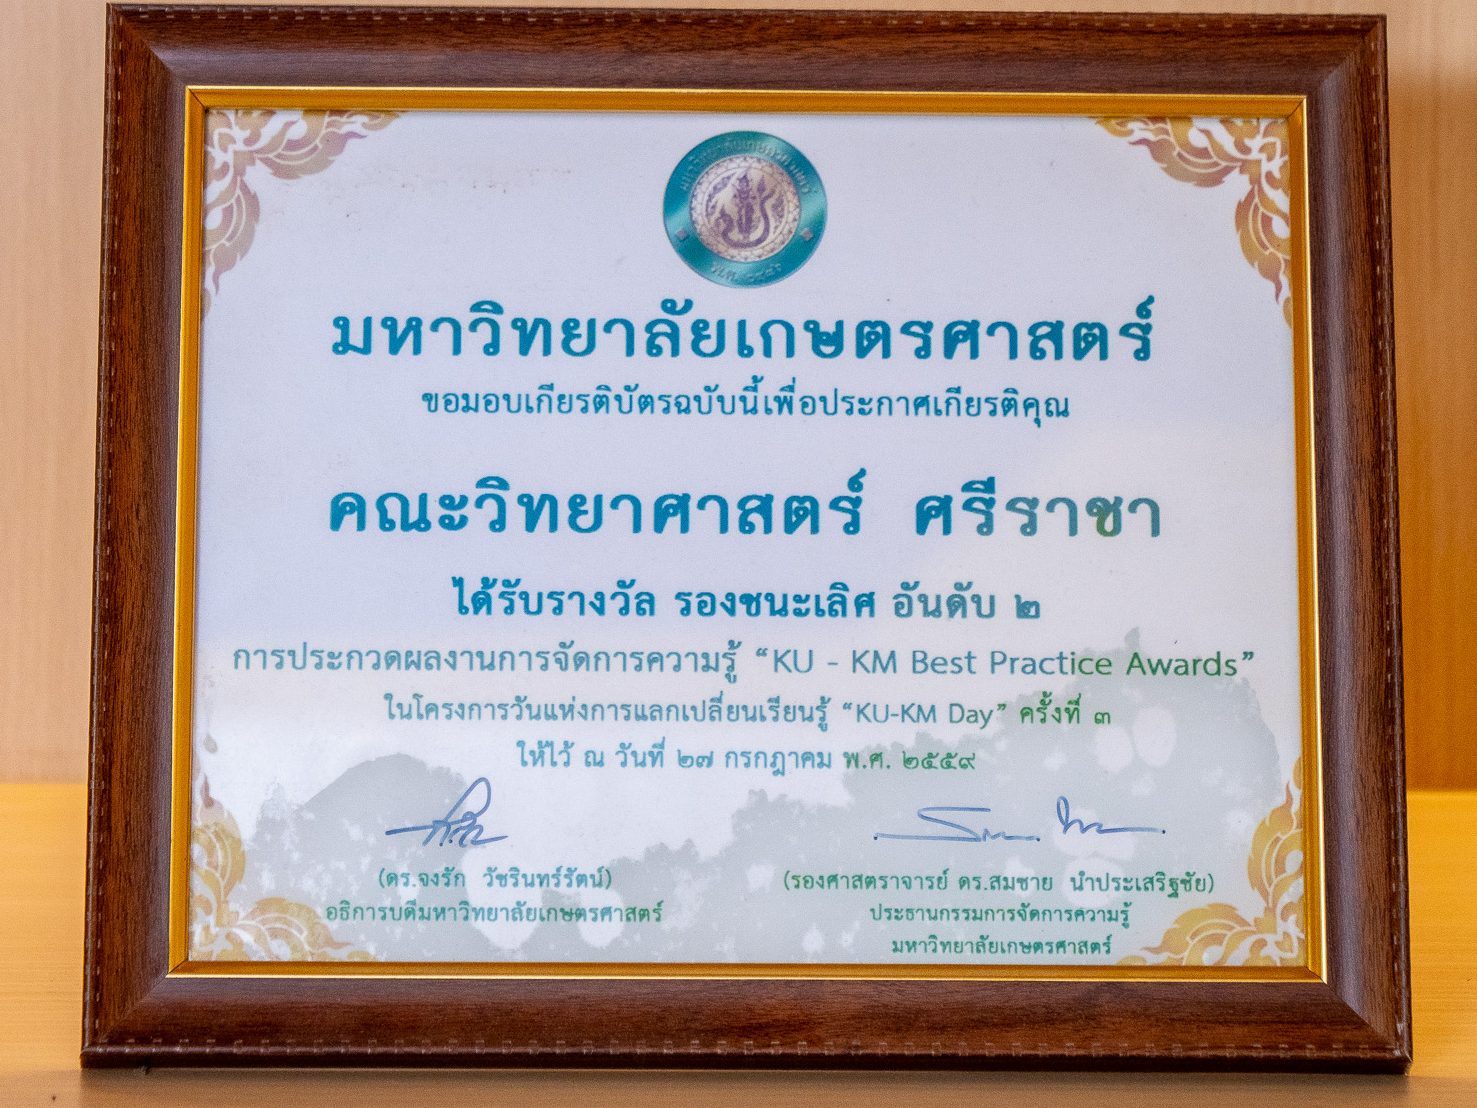 มหาวิทยาลัยเกษตรศาสตร์
ขอมอบเกียรติบัตรฉบับนี้เพื่อประกาศเกียรติคุณ
คณะวิทยาศาสตร์ ศรีราชา
ได้รับรางวัล รองชนะเลิศ อันดับ ๒
การประกวดผลงานการจัดการความรู้ “KU - KM Best Practice Awards”
ในโครงการวันแห่งการแลกเปลี่ยนเรียนรู้ “KU-KM Day” ครั้งที่ ๓
ให้ไว้ ณ วันที่ ๒๗ กรกฎาคม พ.ศ. ๒๕๕๙
(ดร.จงรัก วัชรินทร์รัตน์)
อธิการบดีมหาวิทยาลัยเกษตรศาสตร์
(รองศาสตราจารย์ ดร.สมชาย นำประเสริฐชัย)
ประธานกรรมการจัดการความรู้
มหาวิทยาลัยเกษตรศาสตร์